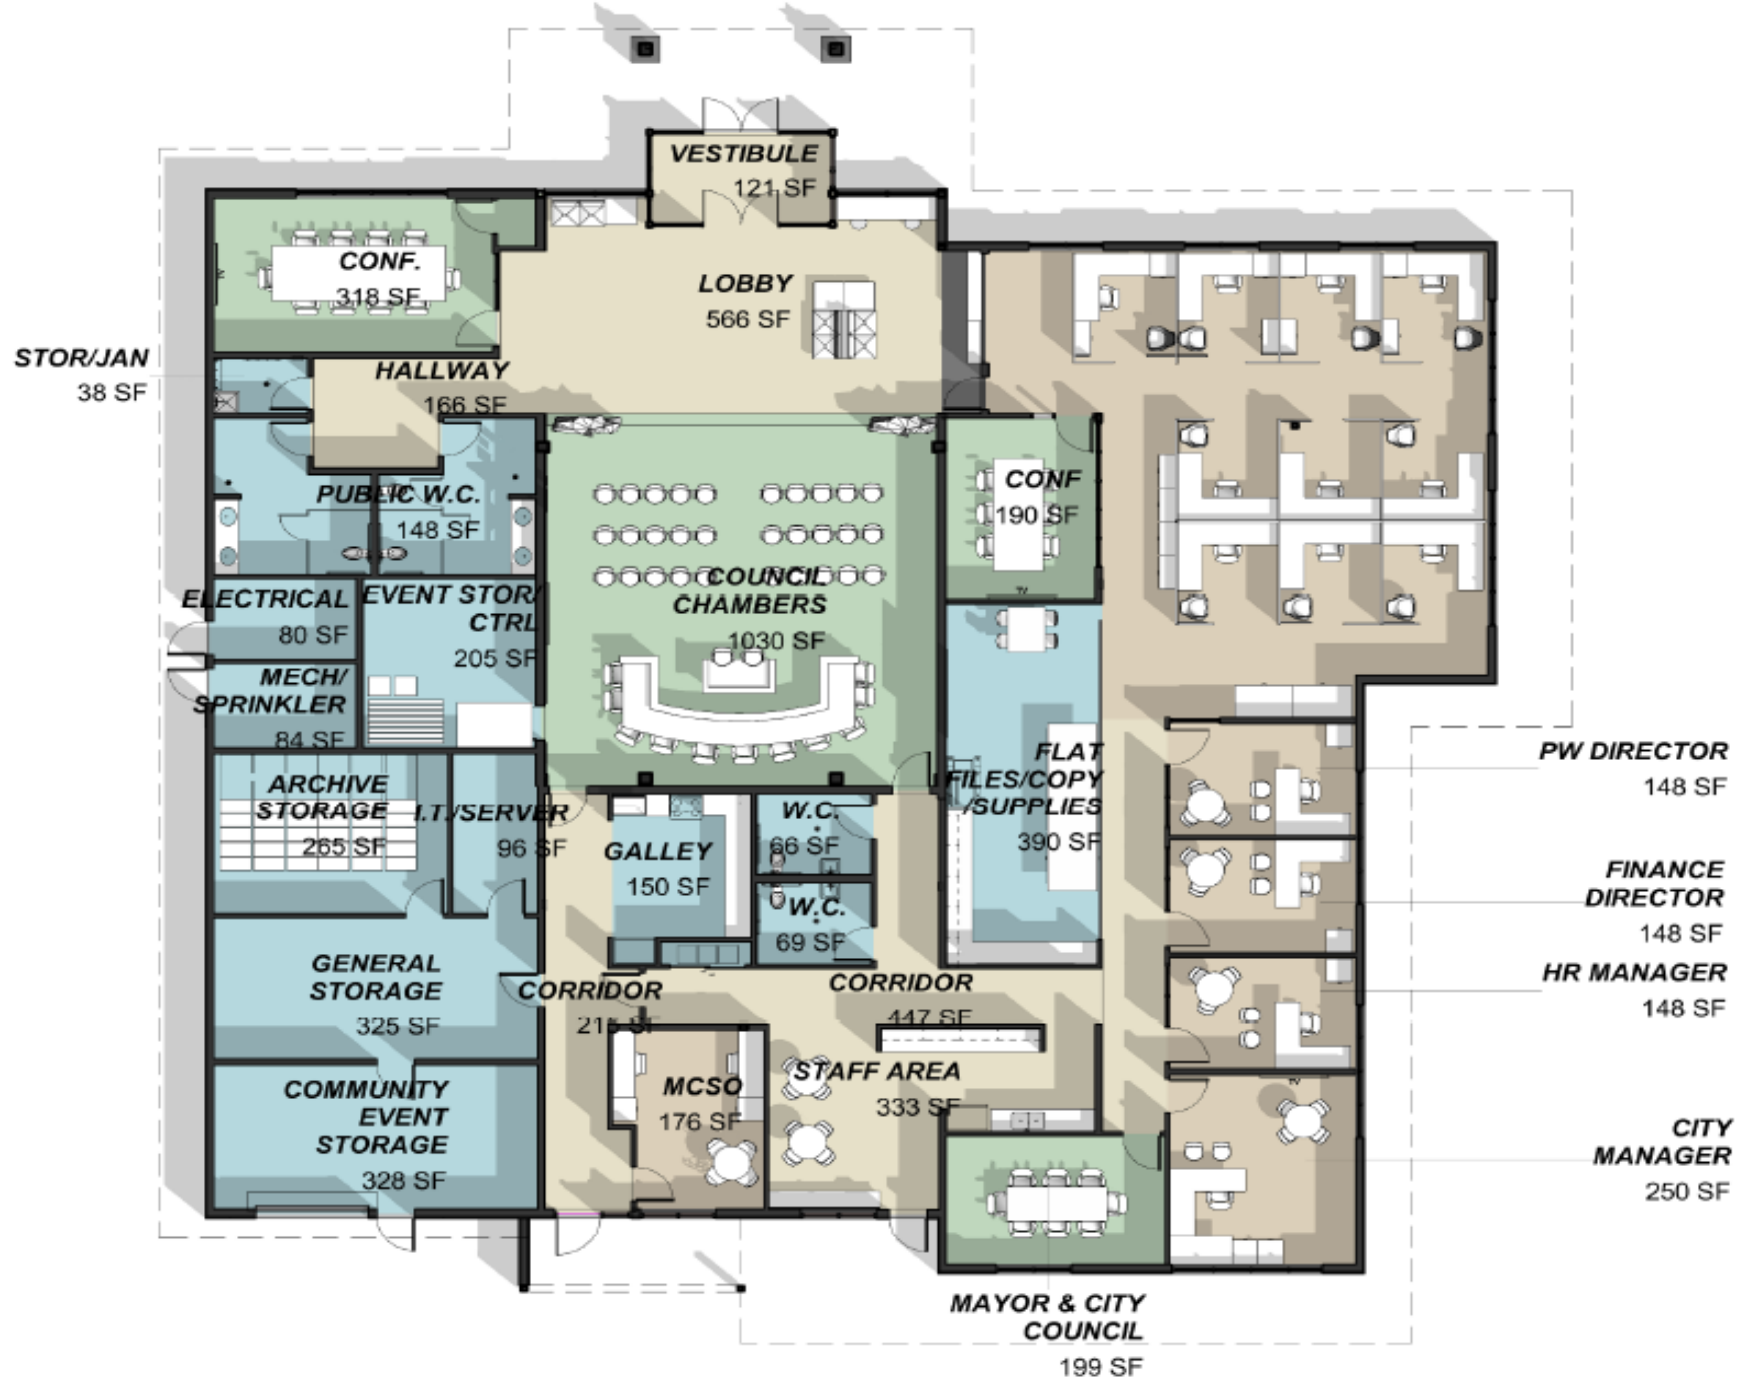 VESTIBULE
121 SF
CONF.
318 SF
LOBBY
566 SF
STOR/JAN
38 SF
HALLWAY
166 SF
PUBLIC W.C.
148 SF
CONF
190 SF
COUNCIL
CHAMBERS
1030 SF
ELECTRICAL
80 SF
EVENT STOR/
CTRL
205 SF
MECH/
SPRINKLER
84 SF
ARCHIVE
STORAGE
265 SF
I.T./SERVER
96 SF
GALLEY
150 SF
W.C.
66 SF
W.C.
69 SF
FLAT
FILES/COPY
/SUPPLIES
390 SF
PW DIRECTOR
148 SF
FINANCE
DIRECTOR
148 SF
HR MANAGER
148 SF
GENERAL
STORAGE
325 SF
CORRIDOR
SF
CORRIDOR
447 SF
COMMUNITY
EVENT
STORAGE
328 SF
MCSO
176 SF
STAFF AREA
333 SF
CITY
MANAGER
250 SF
MAYOR & CITY
COUNCIL
199 SF
TV
TV